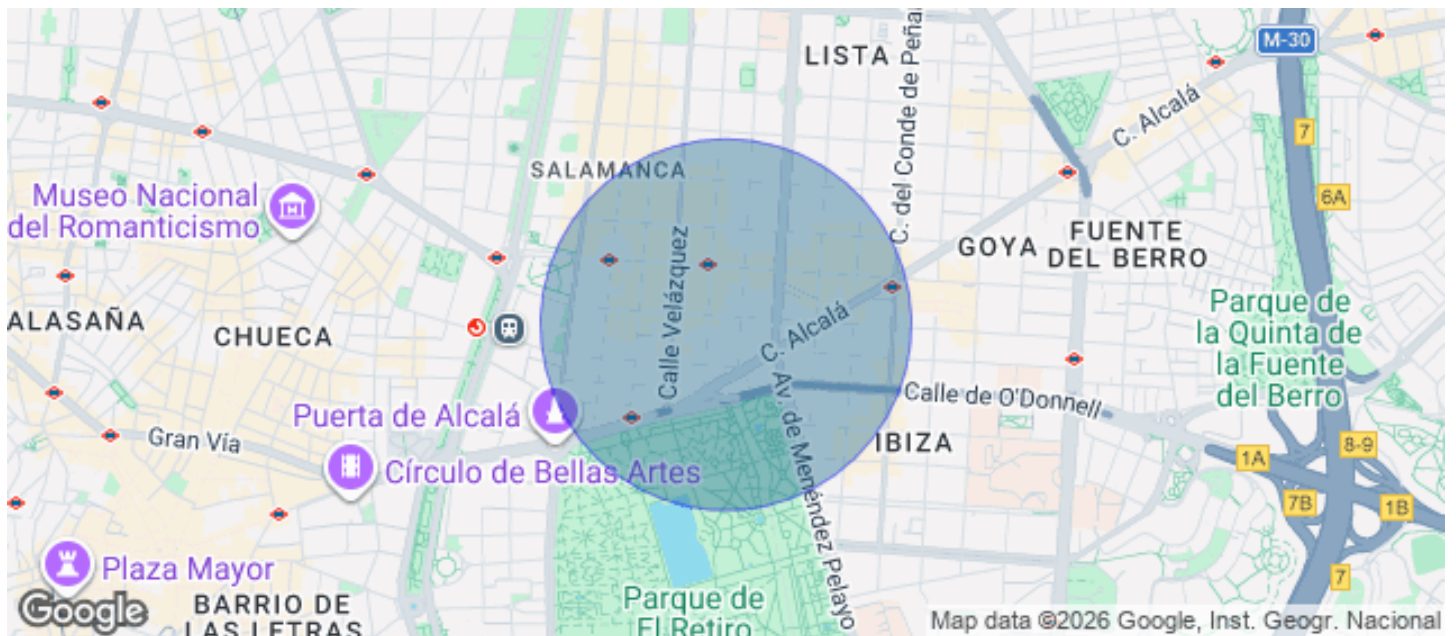 LISTA
M-30
C. del Conde de Peñal
C. Alcalá
7
SALAMANCA
Museo Nacional
del Romanticismo
6A
FUENTE
DEL BERRO
GOYA
Calle Velázquez
Parque de
la Quinta de
la Fuente
del Berro
ALASAÑA
CHUECA
C. Alcalá
Av. de Menéndez Pelayo
Calle de O'Donnell
Puerta de Alcalá
Gran Vía
IBIZA
8-9
1A
Círculo de Bellas Artes
7B
1B
Plaza Mayor
7
Parque de
El Retiro
BARRIO DE
LAS LETRAS
Google
Map data ©2026 Google, Inst. Geogr. Nacional